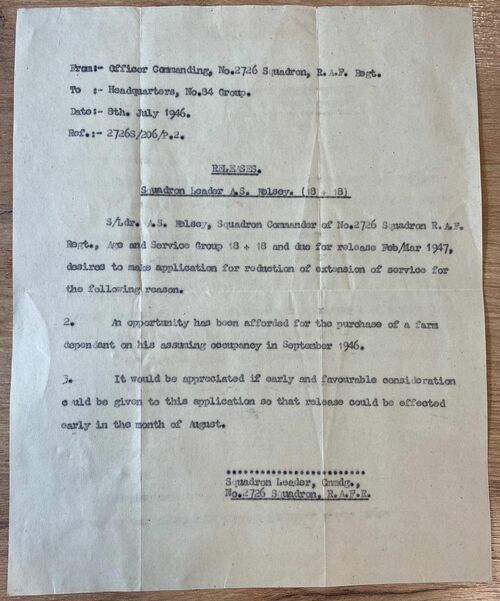 From:- Officer Commanding, No.2726 Squadron, R.A.F. Regt.
To :- Headquarters, No.84 Group.
Date:- 8th. July 1946.
Ref.:- 2726S/206/P.2.
RELEASES.
Squadron Leader A.S. Kelsey. (18 + 18)
S/Ldr. A.S. Kelsey, Squadron Commander of No.2726 Squadron R.A.F.
Regt., Age and Service Group 18 + 18 and due for release Feb/Mar 1947,
desires to make application for reduction of extension of service for
the following reason.
2. An opportunity has been afforded for the purchase of a farm
dependant on his assuming occupancy in September 1946.
3. It would be appreciated if early and favourable consideration
could be given to this application so that release could be effected
early in the month of August.
........................
Squadron Leader, Cmmdg.,
No.2726 Squadron, R.A.F.R.